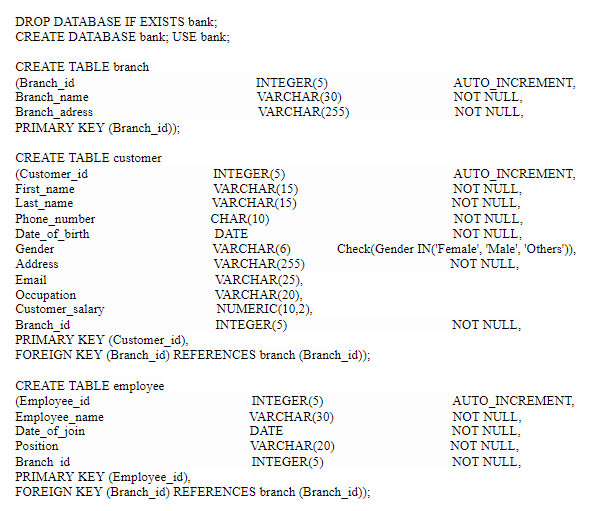 DROP DATABASE IF EXISTS bank;
CREATE DATABASE bank; USE bank;
CREATE TABLE branch
(Branch_id INTEGER(5) AUTO_INCREMENT,
Branch_name VARCHAR(30) NOT NULL,
Branch_adress VARCHAR(255) NOT NULL,
PRIMARY KEY (Branch_id));
CREATE TABLE customer
(Customer_id INTEGER(5) AUTO_INCREMENT,
First_name VARCHAR(15) NOT NULL,
Last_name VARCHAR(15) NOT NULL,
Phone_number CHAR(10) NOT NULL,
Date_of_birth DATE NOT NULL,
Gender VARCHAR(6) Check(Gender IN('Female', 'Male', 'Others')),
Address VARCHAR(255) NOT NULL,
Email VARCHAR(25),
Occupation VARCHAR(20),
Customer_salary NUMERIC(10,2),
Branch_id INTEGER(5) NOT NULL,
PRIMARY KEY (Customer_id),
FOREIGN KEY (Branch_id) REFERENCES branch (Branch_id));
CREATE TABLE employee
(Employee_id INTEGER(5) AUTO_INCREMENT,
Employee_name VARCHAR(30) NOT NULL,
Date_of_join DATE NOT NULL,
Position VARCHAR(20) NOT NULL,
Branch_id INTEGER(5) NOT NULL,
PRIMARY KEY (Employee_id),
FOREIGN KEY (Branch_id) REFERENCES branch (Branch_id));